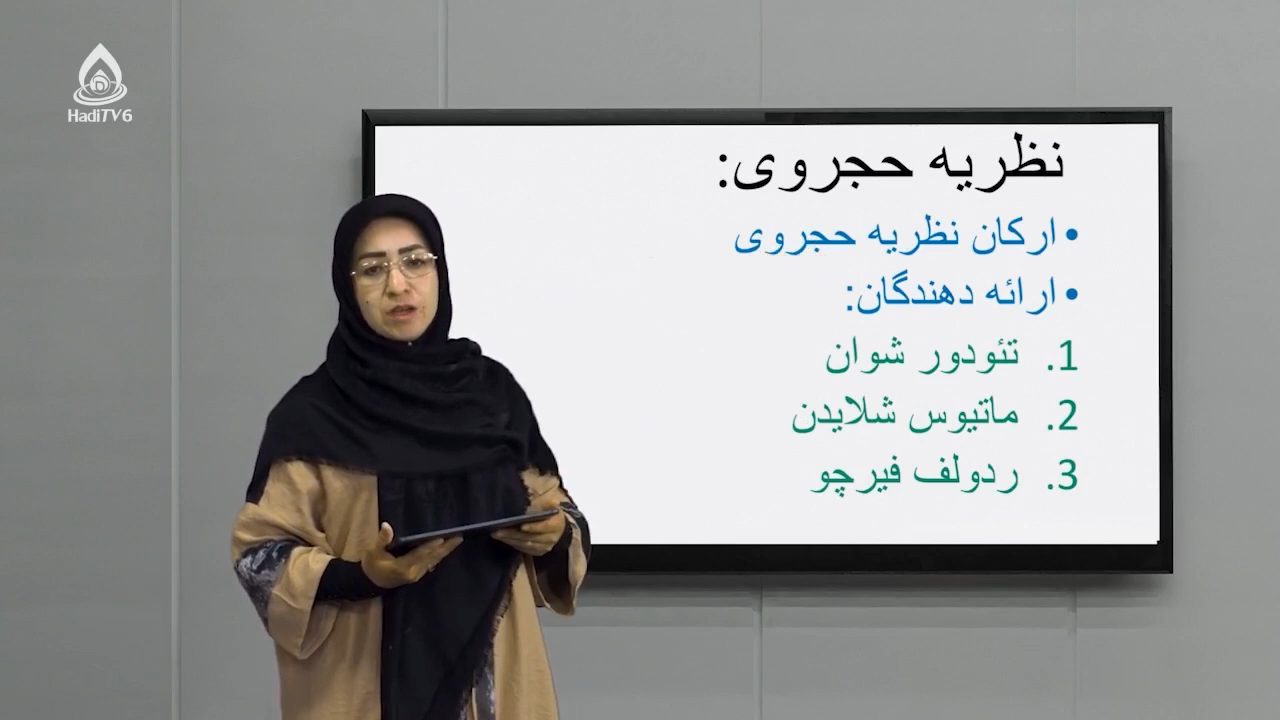 HadiTV6
نظریه حجروی:
• ارکان نظریه حجروی
• ارائه دهندگان:
1. تئودور شوان
2. ماتیوس شلایدن
3. ردولف فیرچو